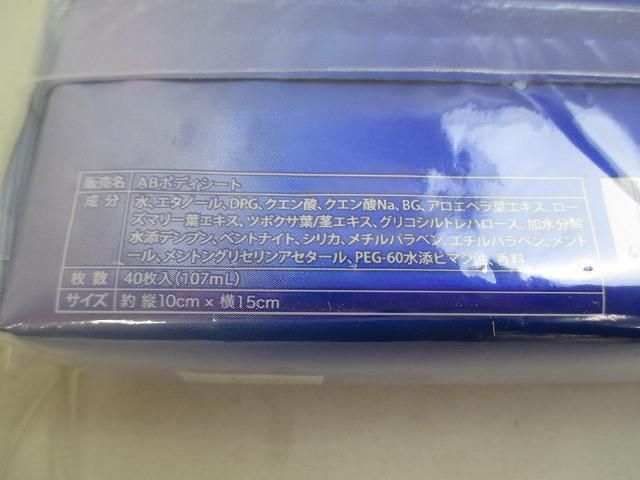 販売名 ABボディシート
成分 水、エタノール、DPG、クエン酸、クエン酸Na、BG、アロエベラ葉エキス、ロー
ズマリー葉エキス、ツボクサ葉/茎エキス、グリコシルトレハロース、加水分解
水添デンプン、ベントナイト、シリカ、メチルパラベン、エチルパラベン、メント
ール、メントングリセリンアセタール、PEG-60水添ヒマシ油、香料
枚数 40枚入(107mL)
サイズ 約 縦10cm×横15cm